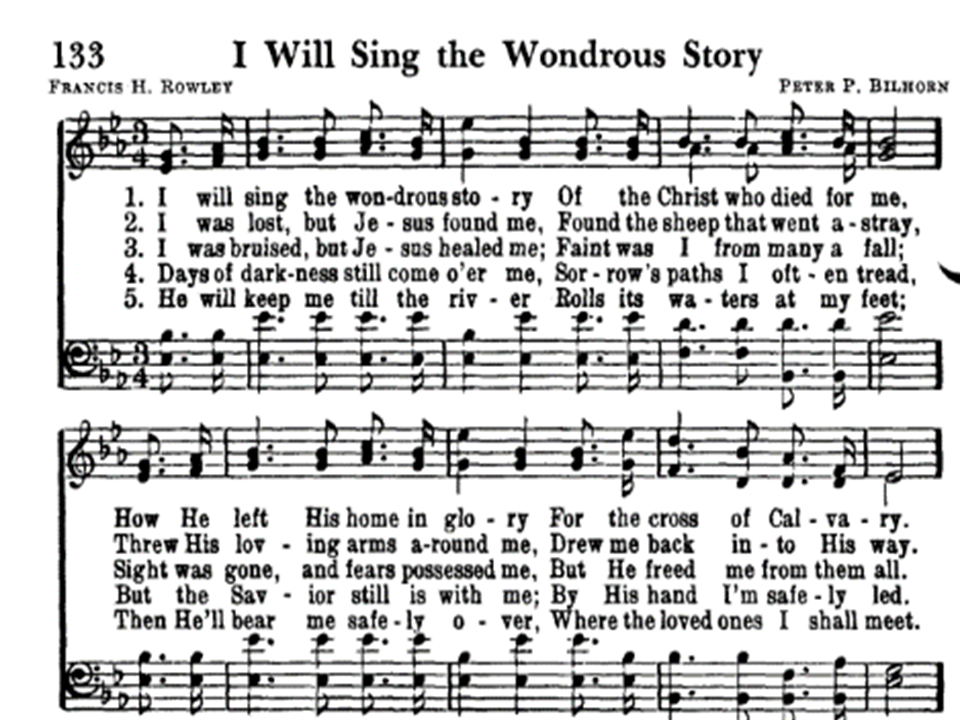 133 I Will Sing the Wondrous Story
FRANCIS H. ROWLEY PETER P. BILHORN
3
4
1. I will sing the won-drous sto - ry Of the Christ who died for me,
2. I was lost, but Je - sus found me, Found the sheep that went a - stray,
3. I was bruised, but Je - sus healed me; Faint was I from many a fall;
4. Days of dark-ness still come o'er me, Sor - row's paths I oft - en tread,
5. He will keep me till the riv - er Rolls its wa - ters at my feet;
3
4
How He left His home in glo - ry For the cross of Cal - va - ry.
Threw His lov - ing arms a-round me, Drew me back in - to His way.
Sight was gone, and fears possessed me, But He freed me from them all.
But the Sav - ior still is with me; By His hand I'm safe - ly led.
Then He'll bear me safe - ly o - ver, Where the loved ones I shall meet.